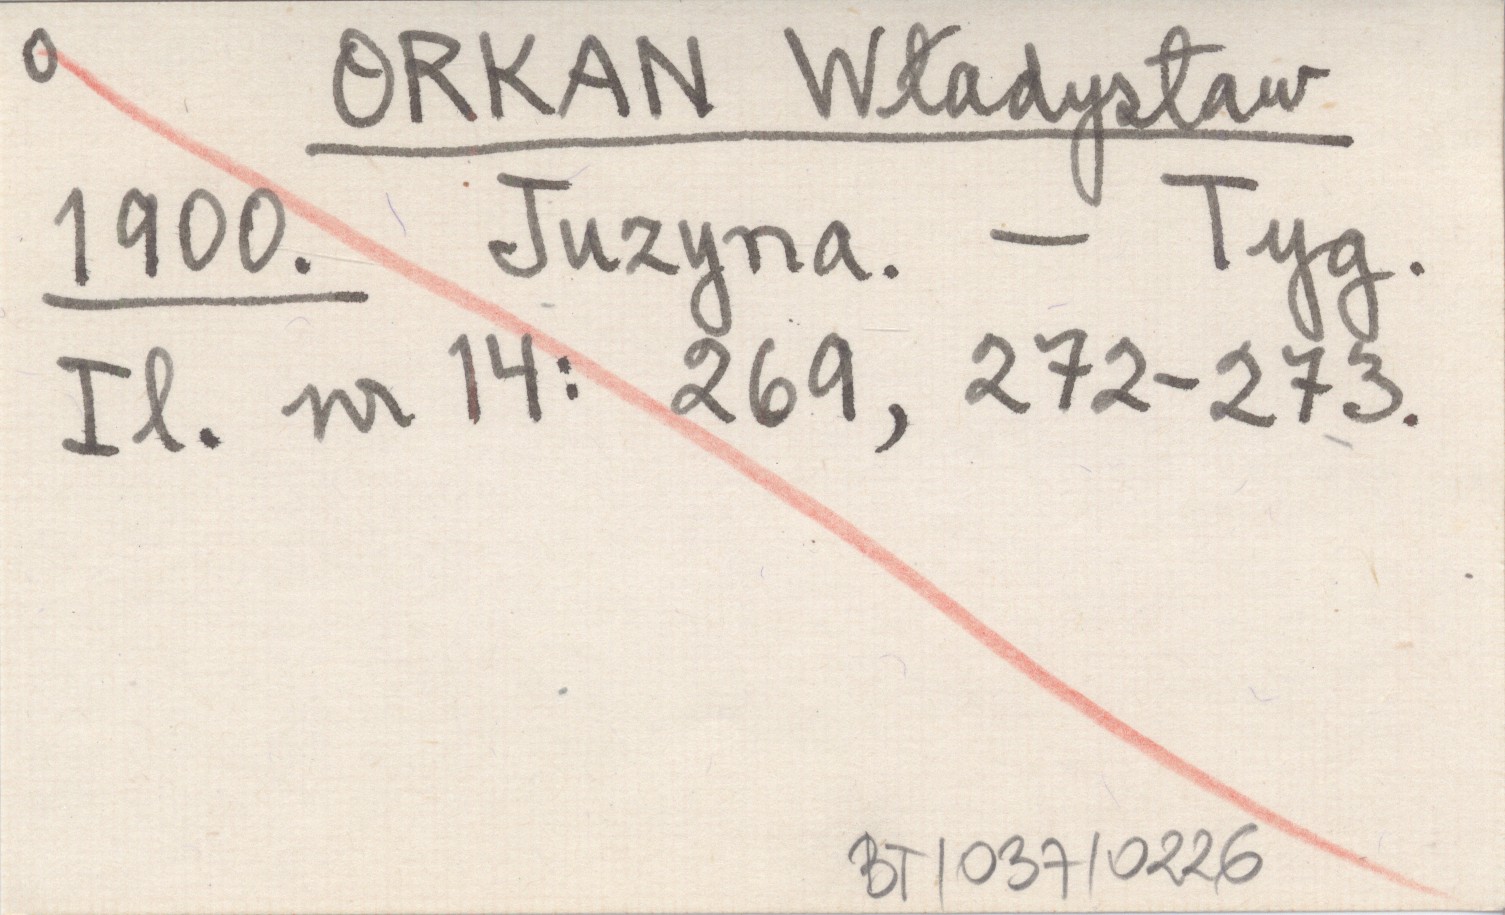 O
ORKAN Władysław
1900. Juzyna. - Tyg.
Il. nr 14: 269, 272-273.
BT/037/0226